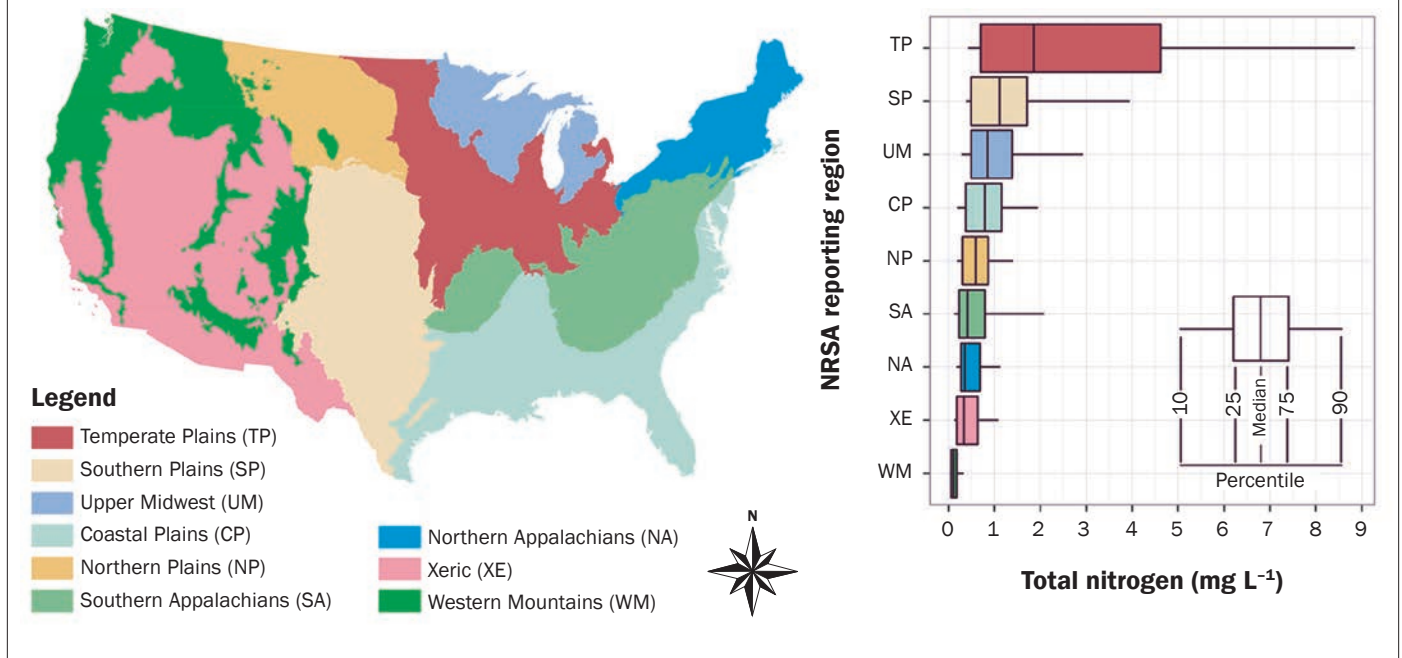 Legend
Temperate Plains (TP)
Southern Plains (SP)
Upper Midwest (UM)
Coastal Plains (CP)
Northern Plains (NP)
Southern Appalachians (SA)
Northern Appalachians (NA)
Xeric (XE)
Western Mountains (WM)
N
NRSA reporting region
TP
SP
UM
CP
NP
SA
NA
XE
WM
10
25
Median
75
90
Percentile
0 1 2 3 4 5 6 7 8 9
Total nitrogen (mg L⁻¹)